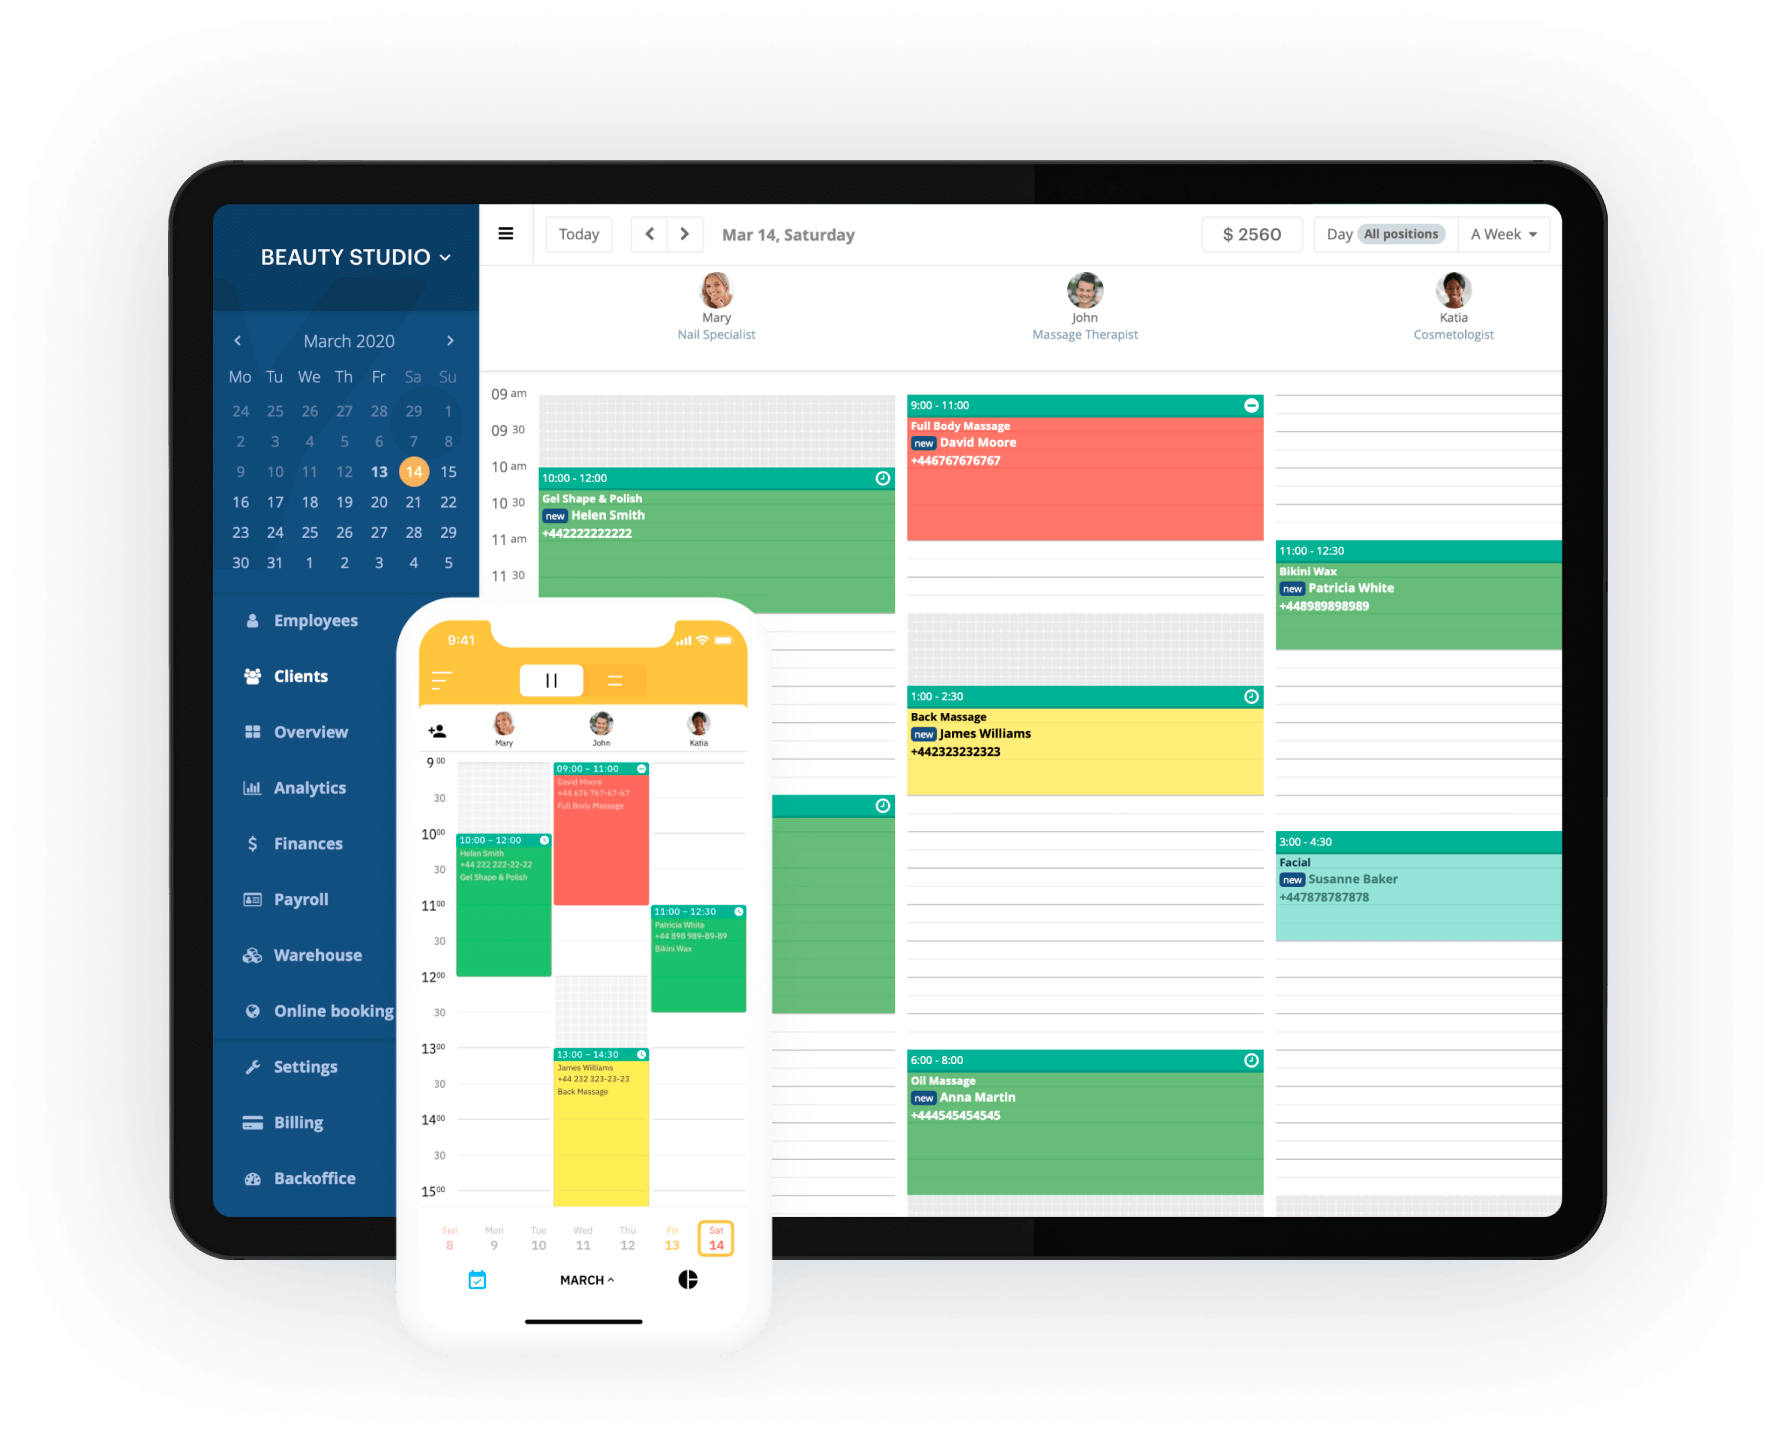 BEAUTY STUDIO
March 2020
Mo Tu We Th Fr Sa Su
24 25 26 27 28 29 1
2 3 4 5 6 7 8
9 10 11 12 13 14 15
16 17 18 19 20 21 22
23 24 25 26 27 28 29
30 31 1 2 3 4 5
Employees
Clients
Overview
Analytics
Finances
Payroll
Warehouse
Online booking
Settings
Billing
Backoffice
Today
Mar 14, Saturday
$ 2560
Day All positions
A Week
Mary
Nail Specialist
John
Massage Therapist
Katia
Cosmetologist
09 am
09 30
10 am
10 30
11 am
11 30
10:00 - 12:00
Gel Shape & Polish
new Helen Smith
+442222222222
9:00 - 11:00
Full Body Massage
new David Moore
+446767676767
1:00 - 2:30
Back Massage
new James Williams
+442323232323
6:00 - 8:00
Oil Massage
new Anna Martin
+444545454545
11:00 - 12:30
Bikini Wax
new Patricia White
+448989898989
3:00 - 4:30
Facial
new Susanne Baker
+447878787878
9:41
Mary
John
Katia
9 00
30
10 00
30
11 00
30
12 00
30
13 00
30
14 00
30
15 00
10:00 – 12:00
Helen Smith
+44 222 222-22-22
Gel Shape & Polish
09:00 – 11:00
David Moore
+44 676 767-67-67
Full Body Massage
13:00 – 14:30
James Williams
+44 232 323-23-23
Back Massage
11:00 – 12:30
Patricia White
+44 898 989-89-89
Bikini Wax
Sun Mon Tue Wed Thu Fri Sat
8 9 10 11 12 13 14
MARCH